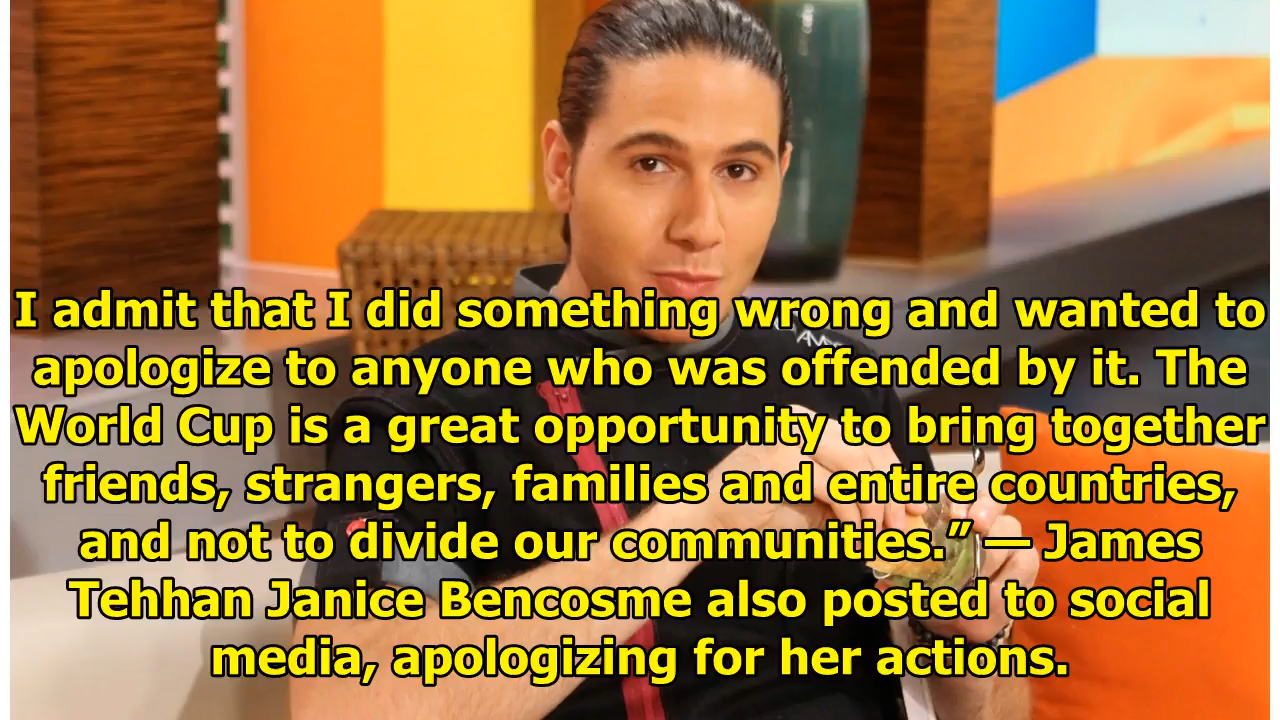 I admit that I did something wrong and wanted to
apologize to anyone who was offended by it. The
World Cup is a great opportunity to bring together
friends, strangers, families and entire countries,
and not to divide our communities.” — James
Tehhan Janice Bencosme also posted to social
media, apologizing for her actions.